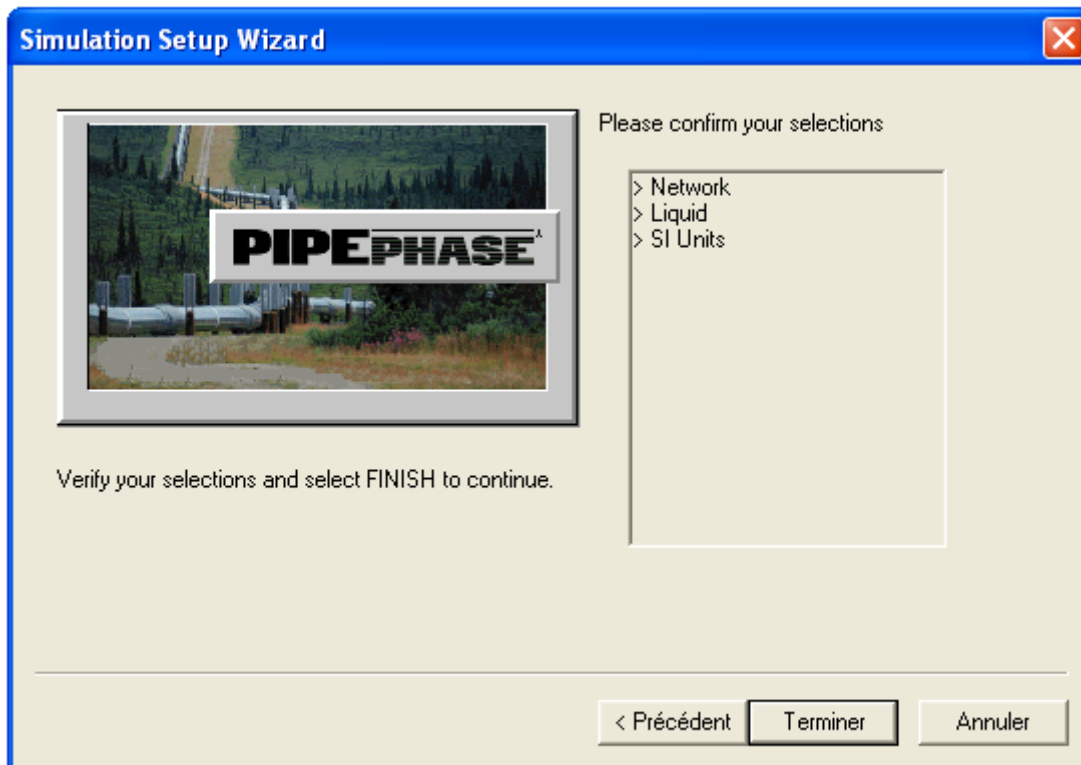 Simulation Setup Wizard
Please confirm your selections
> Network
> Liquid
> SI Units
PIPEPHASE
Verify your selections and select FINISH to continue.
< Précédent
Terminer
Annuler